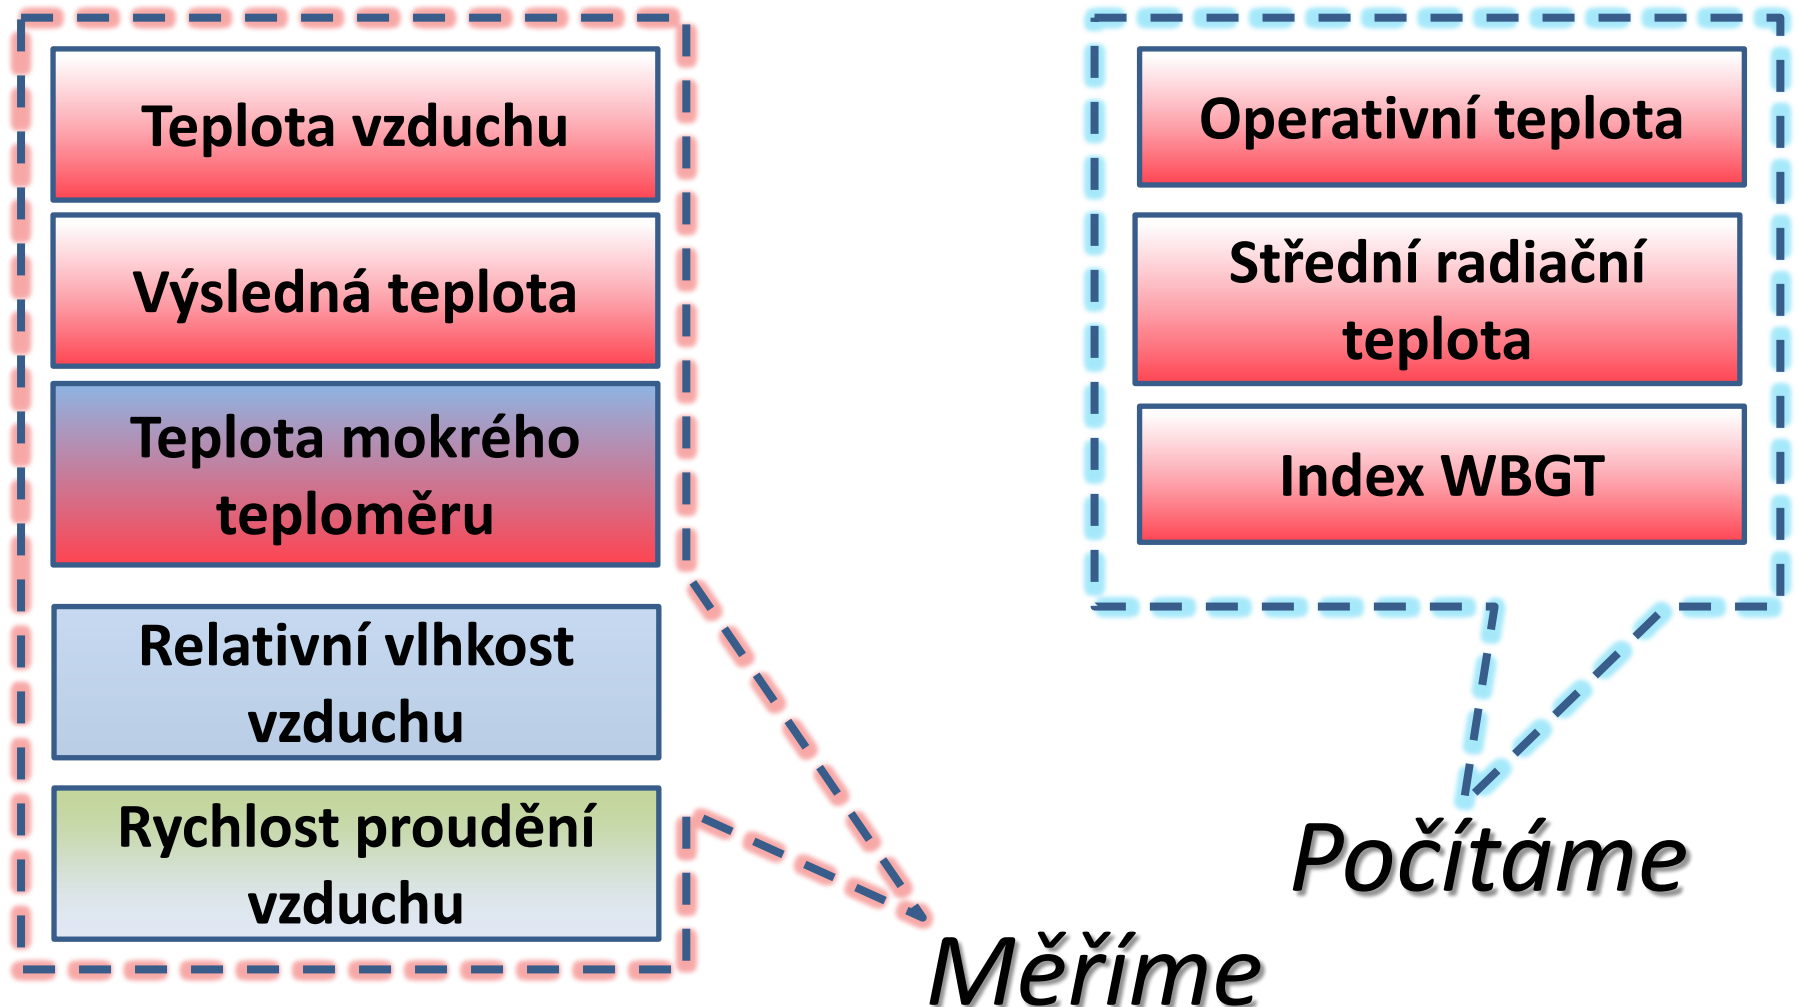 Teplota vzduchu
Výsledná teplota
Teplota mokrého
teploměru
Relativní vlhkost
vzduchu
Rychlost proudění
vzduchu
Měříme
Operativní teplota
Střední radiační
teplota
Index WBGT
Počítáme